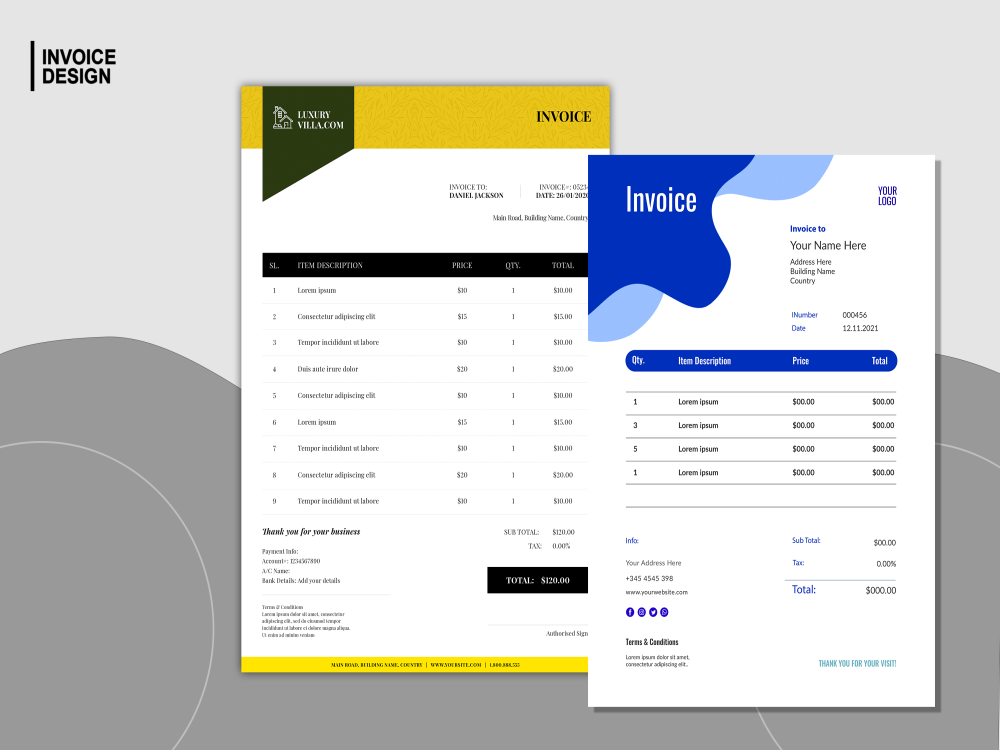 INVOICE
DESIGN
LUXURY
VILLA.COM
INVOICE
INVOICE TO:
DANIEL JACKSON
INVOICE#: 0523
DATE: 26/01/2020
Main Road, Building Name, Country
SL. ITEM DESCRIPTION PRICE QTY. TOTAL
1 Lorem ipsum $10 1 $10.00
2 Consectetur adipiscing elit $15 1 $15.00
3 Tempor incididunt ut labore $10 1 $10.00
4 Duis aute irure dolor $20 1 $20.00
5 Consectetur adipiscing elit $10 1 $10.00
6 Lorem ipsum $15 1 $15.00
7 Tempor incididunt ut labore $10 1 $10.00
8 Consectetur adipiscing elit $20 1 $20.00
9 Tempor incididunt ut labore $10 1 $10.00
Thank you for your business
SUB TOTAL: $120.00
TAX: 0.00%
Payment Info:
Account#: 1234567890
A/C Name:
Bank Details: Add your details
TOTAL: $120.00
Terms & Conditions
Lorem ipsum dolor sit amet, consectetur
adipiscing elit, sed do eiusmod tempor
incididunt ut labore et dolore magna aliqua.
Ut enim ad minim veniam
Authorised Sign
MAIN ROAD, BUILDING NAME, COUNTRY | WWW.YOURSITE.COM | 1.800.888.555
Invoice
YOUR
LOGO
Invoice to
Your Name Here
Address Here
Building Name
Country
INumber 000456
Date 12.11.2021
Qty. Item Description Price Total
1 Lorem ipsum $00.00 $00.00
3 Lorem ipsum $00.00 $00.00
5 Lorem ipsum $00.00 $00.00
1 Lorem ipsum $00.00 $00.00
Info:
Your Address Here
+345 4545 398
www.yourwebsite.com
Sub Total: $00.00
Tax: 0.00%
Total: $000.00
Terms & Conditions
Lorem ipsum dolor sit amet,
consectetur adipiscing elit..
THANK YOU FOR YOUR VISIT!